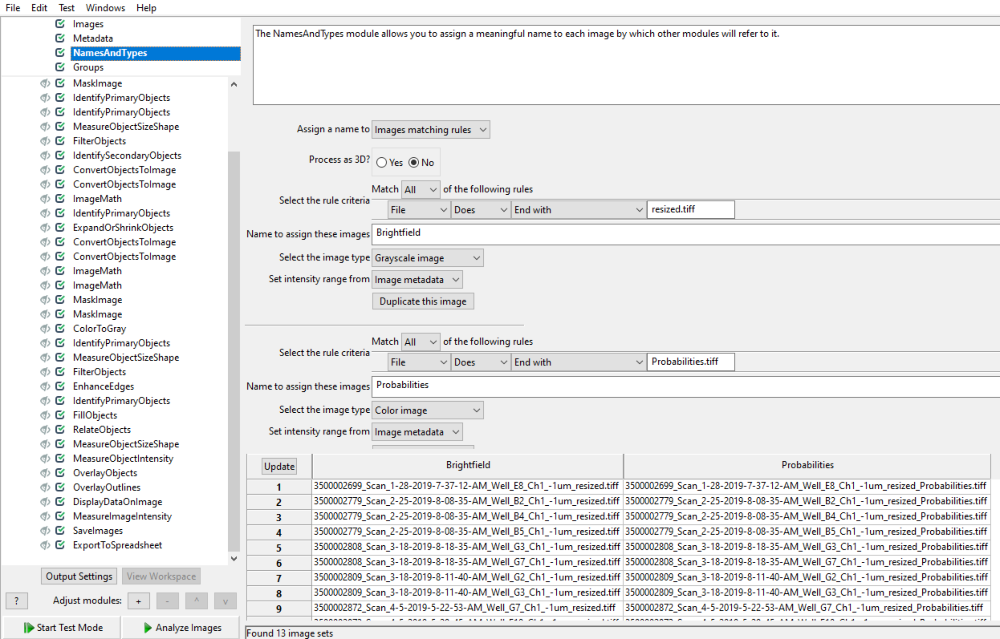 File Edit Test Windows Help
Images
Metadata
NamesAndTypes
Groups
MaskImage
IdentifyPrimaryObjects
IdentifyPrimaryObjects
MeasureObjectSizeShape
FilterObjects
IdentifySecondaryObjects
ConvertObjectsToImage
ConvertObjectsToImage
ImageMath
IdentifyPrimaryObjects
ExpandOrShrinkObjects
ConvertObjectsToImage
ConvertObjectsToImage
ImageMath
ImageMath
MaskImage
MaskImage
ColorToGray
IdentifyPrimaryObjects
MeasureObjectSizeShape
FilterObjects
EnhanceEdges
IdentifyPrimaryObjects
FillObjects
RelateObjects
MeasureObjectSizeShape
MeasureObjectIntensity
OverlayObjects
OverlayOutlines
DisplayDataOnImage
MeasureImageIntensity
SaveImages
ExportToSpreadsheet
Output Settings View Workspace
? Adjust modules: + - ^ v
Start Test Mode Analyze Images
The NamesAndTypes module allows you to assign a meaningful name to each image by which other modules will refer to it.
Assign a name to Images matching rules
Process as 3D? Yes No
Match All of the following rules
Select the rule criteria
File Does End with resized.tiff
Name to assign these images Brightfield
Select the image type Grayscale image
Set intensity range from Image metadata
Duplicate this image
Match All of the following rules
Select the rule criteria
File Does End with Probabilities.tiff
Name to assign these images Probabilities
Select the image type Color image
Set intensity range from Image metadata
Update Brightfield Probabilities
1 3500002699_Scan_1-28-2019-7-37-12-AM_Well_E8_Ch1_-1um_resized.tiff 3500002699_Scan_1-28-2019-7-37-12-AM_Well_E8_Ch1_-1um_resized_Probabilities.tiff
2 3500002779_Scan_2-25-2019-8-08-35-AM_Well_B2_Ch1_-1um_resized.tiff 3500002779_Scan_2-25-2019-8-08-35-AM_Well_B2_Ch1_-1um_resized_Probabilities.tiff
3 3500002779_Scan_2-25-2019-8-08-35-AM_Well_B4_Ch1_-1um_resized.tiff 3500002779_Scan_2-25-2019-8-08-35-AM_Well_B4_Ch1_-1um_resized_Probabilities.tiff
4 3500002779_Scan_2-25-2019-8-08-35-AM_Well_B5_Ch1_-1um_resized.tiff 3500002779_Scan_2-25-2019-8-08-35-AM_Well_B5_Ch1_-1um_resized_Probabilities.tiff
5 3500002808_Scan_3-18-2019-8-18-35-AM_Well_G3_Ch1_-1um_resized.tiff 3500002808_Scan_3-18-2019-8-18-35-AM_Well_G3_Ch1_-1um_resized_Probabilities.tiff
6 3500002808_Scan_3-18-2019-8-18-35-AM_Well_G7_Ch1_-1um_resized.tiff 3500002808_Scan_3-18-2019-8-18-35-AM_Well_G7_Ch1_-1um_resized_Probabilities.tiff
7 3500002809_Scan_3-18-2019-8-11-40-AM_Well_G2_Ch1_-1um_resized.tiff 3500002809_Scan_3-18-2019-8-11-40-AM_Well_G2_Ch1_-1um_resized_Probabilities.tiff
8 3500002809_Scan_3-18-2019-8-11-40-AM_Well_G3_Ch1_-1um_resized.tiff 3500002809_Scan_3-18-2019-8-11-40-AM_Well_G3_Ch1_-1um_resized_Probabilities.tiff
9 3500002872_Scan_4-5-2019-5-22-53-AM_Well_G7_Ch1_-1um_resized.tiff 3500002872_Scan_4-5-2019-5-22-53-AM_Well_G7_Ch1_-1um_resized_Probabilities.tiff
Found 13 image sets